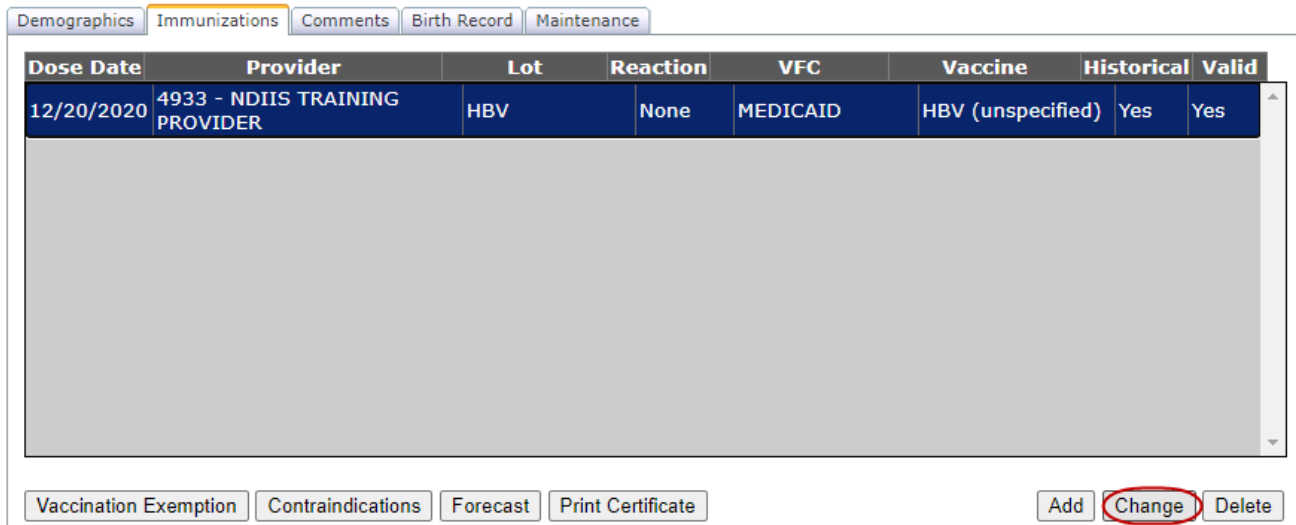 Demographics Immunizations Comments Birth Record Maintenance
Dose Date Provider Lot Reaction VFC Vaccine Historical Valid
12/20/2020 4933 - NDIIS TRAINING PROVIDER HBV None MEDICAID HBV (unspecified) Yes Yes
Vaccination Exemption Contraindications Forecast Print Certificate Add Change Delete